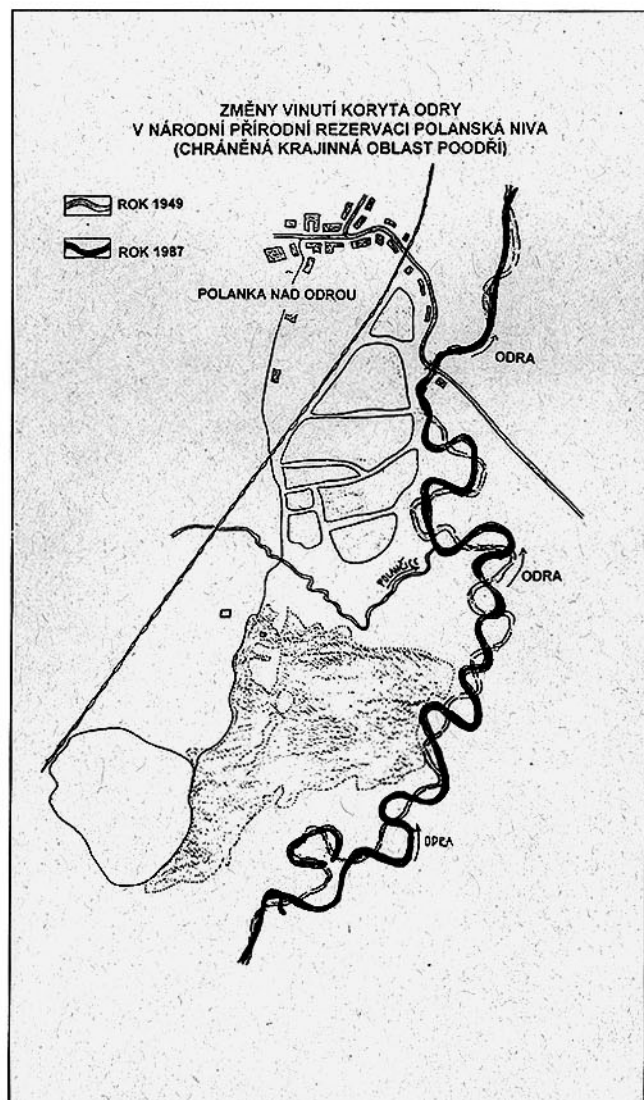 ZMĚNY VINUTÍ KORYTA ODRY
V NÁRODNÍ PŘÍRODNÍ REZERVACI POLANSKÁ NIVA
(CHRÁNĚNÁ KRAJINNÁ OBLAST POODŘÍ)
ROK 1949
ROK 1987
POLANKA NAD ODROU
ODRA
POLANČICE
ODRA
ODRA